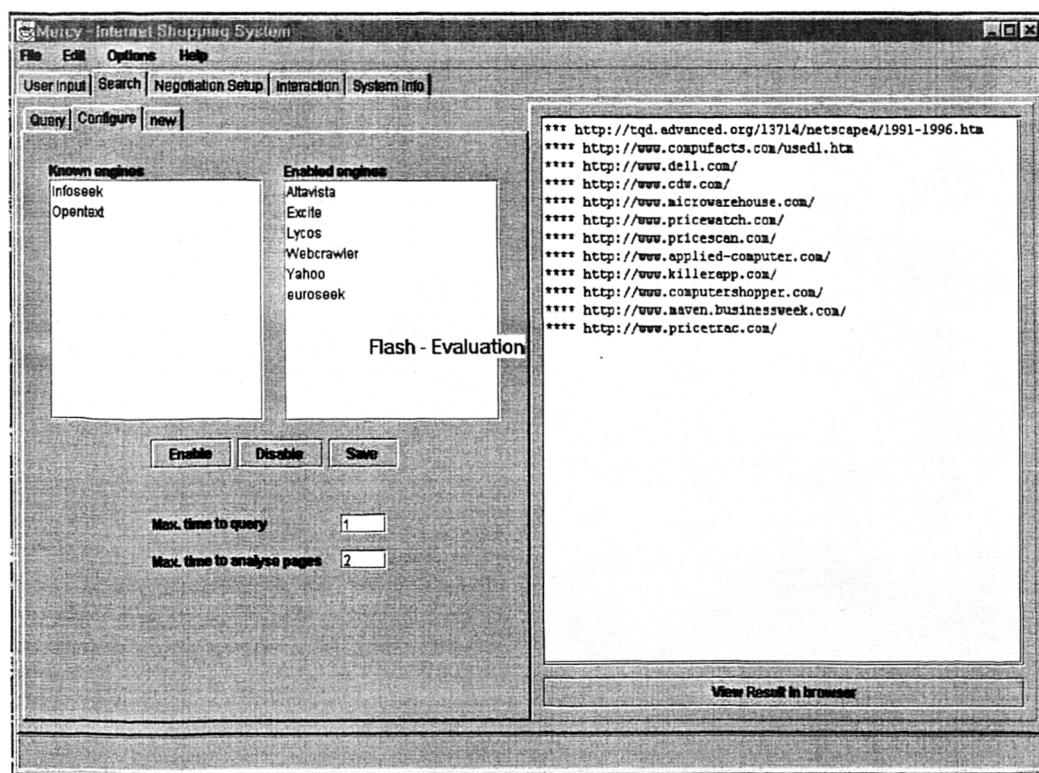 Mercy - Internet Shopping System
File Edit Options Help
User Input Search Negotiation Setup Interaction System Info
Query Configure new
Known engines
Infoseek
Opentext
Enabled engines
Altavista
Excite
Lycos
Webcrawler
Yahoo
euroseek
Flash - Evaluation
Enable Disable Save
Max. time to query 1
Max. time to analyse pages 2
*** http://tqd.advanced.org/13714/netscape4/1991-1996.htm
**** http://www.compufacts.com/used1.htm
**** http://www.dell.com/
**** http://www.cdw.com/
**** http://www.microwarehouse.com/
**** http://www.pricewatch.com/
**** http://www.pricescan.com/
**** http://www.applied-computer.com/
**** http://www.killerapp.com/
**** http://www.computershopper.com/
**** http://www.maven.businessweek.com/
**** http://www.pricetrac.com/
View Result in browser